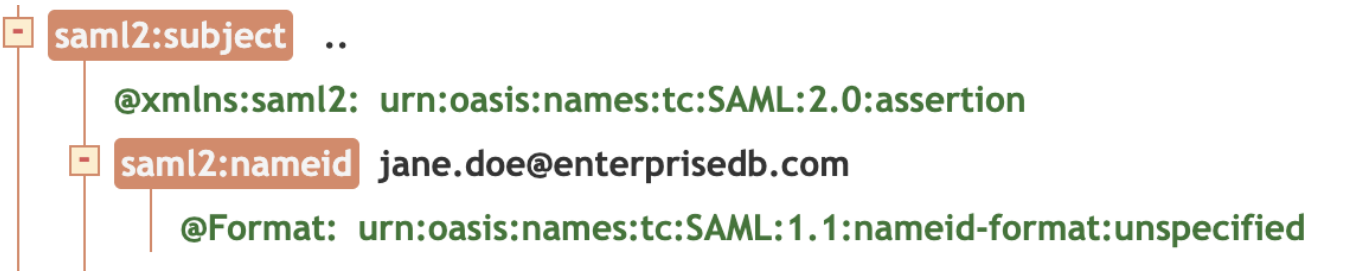 saml2:subject ..
@xmlns:saml2: urn:oasis:names:tc:SAML:2.0:assertion
saml2:nameid jane.doe@enterprisedb.com
@Format: urn:oasis:names:tc:SAML:1.1:nameid-format:unspecified